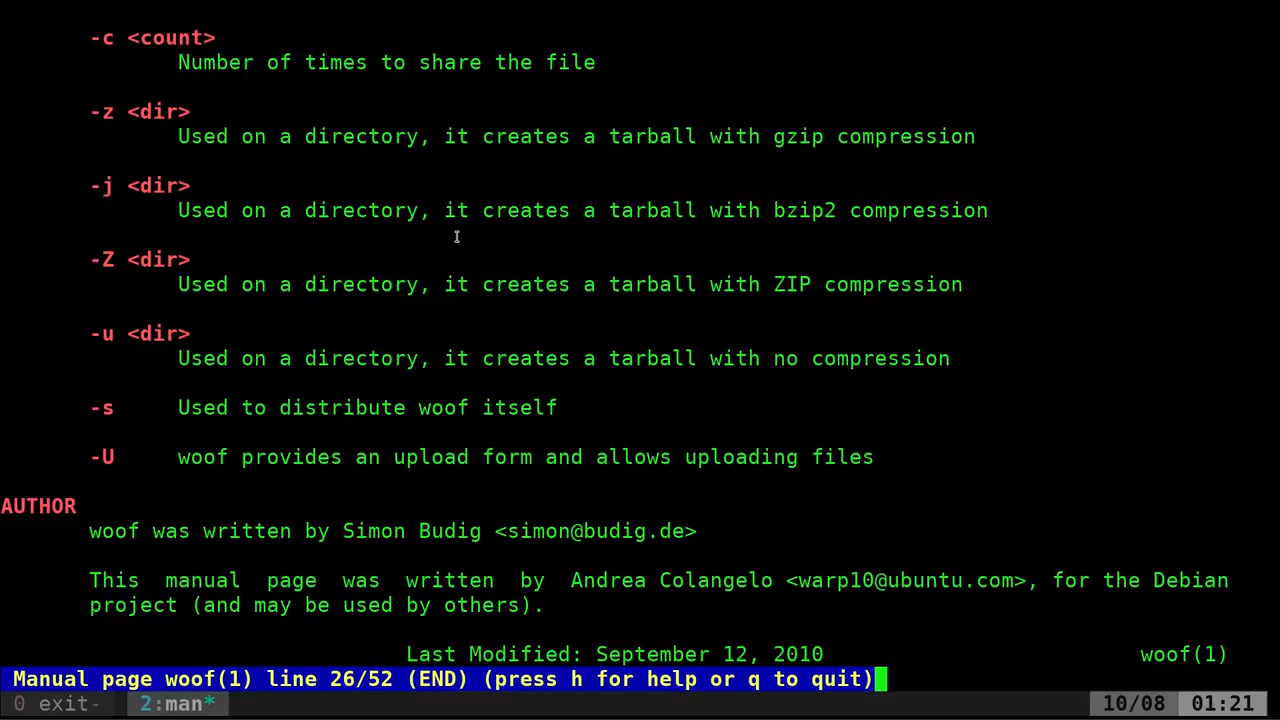 -c <count>
Number of times to share the file
-z <dir>
Used on a directory, it creates a tarball with gzip compression
-j <dir>
Used on a directory, it creates a tarball with bzip2 compression
-Z <dir>
Used on a directory, it creates a tarball with ZIP compression
-u <dir>
Used on a directory, it creates a tarball with no compression
-s Used to distribute woof itself
-U woof provides an upload form and allows uploading files
AUTHOR
woof was written by Simon Budig <simon@budig.de>
This manual page was written by Andrea Colangelo <warp10@ubuntu.com>, for the Debian
project (and may be used by others).
Last Modified: September 12, 2010 woof(1)
Manual page woof(1) line 26/52 (END) (press h for help or q to quit)
0 exit- 2:man* 10/08 01:21